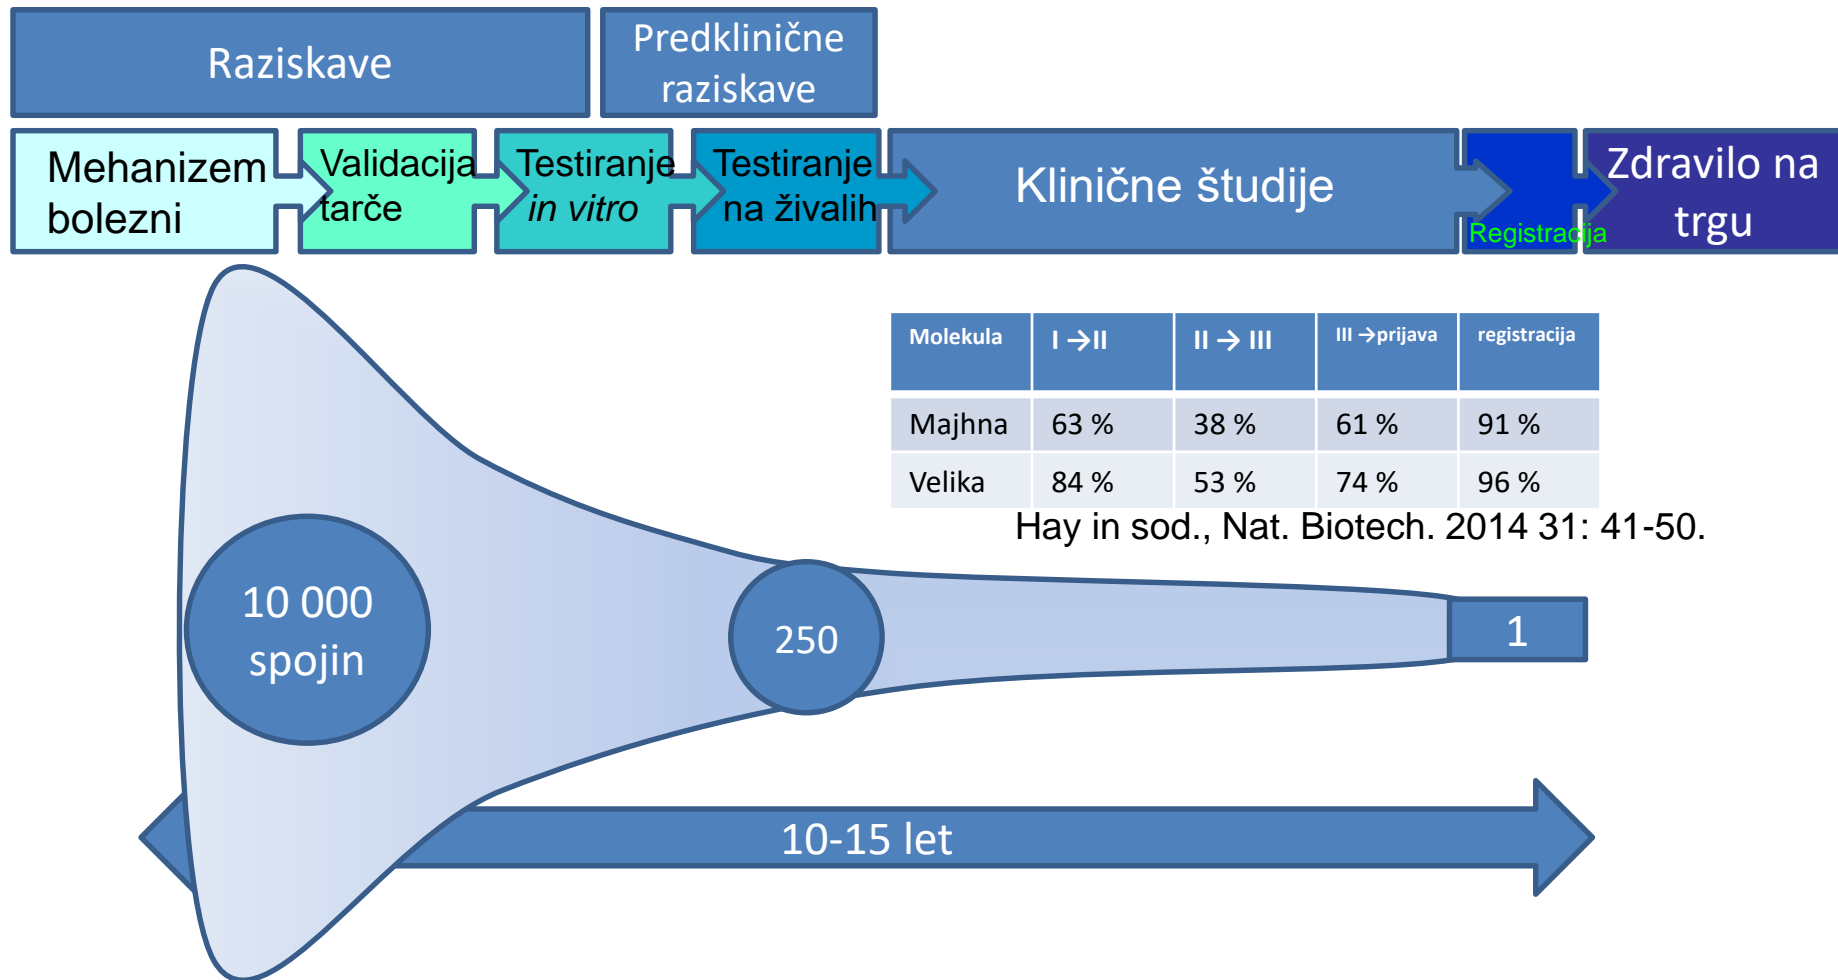 Raziskave
Predklinične
raziskave
Mehanizem
bolezni
Validacija
tarče
Testiranje
in vitro
Testiranje
na živalih
Klinične študije
Registracija
Zdravilo na
trgu
Molekula I →II II → III III →prijava registracija
Majhna 63 % 38 % 61 % 91 %
Velika 84 % 53 % 74 % 96 %
Hay in sod., Nat. Biotech. 2014 31: 41-50.
10 000
spojin
250
1
10-15 let